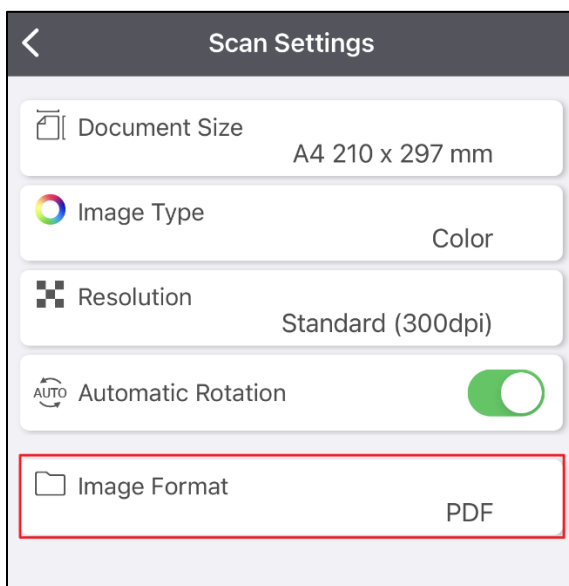 Scan Settings
Document Size
A4 210 x 297 mm
Image Type
Color
Resolution
Standard (300dpi)
AUTO Automatic Rotation
Image Format
PDF